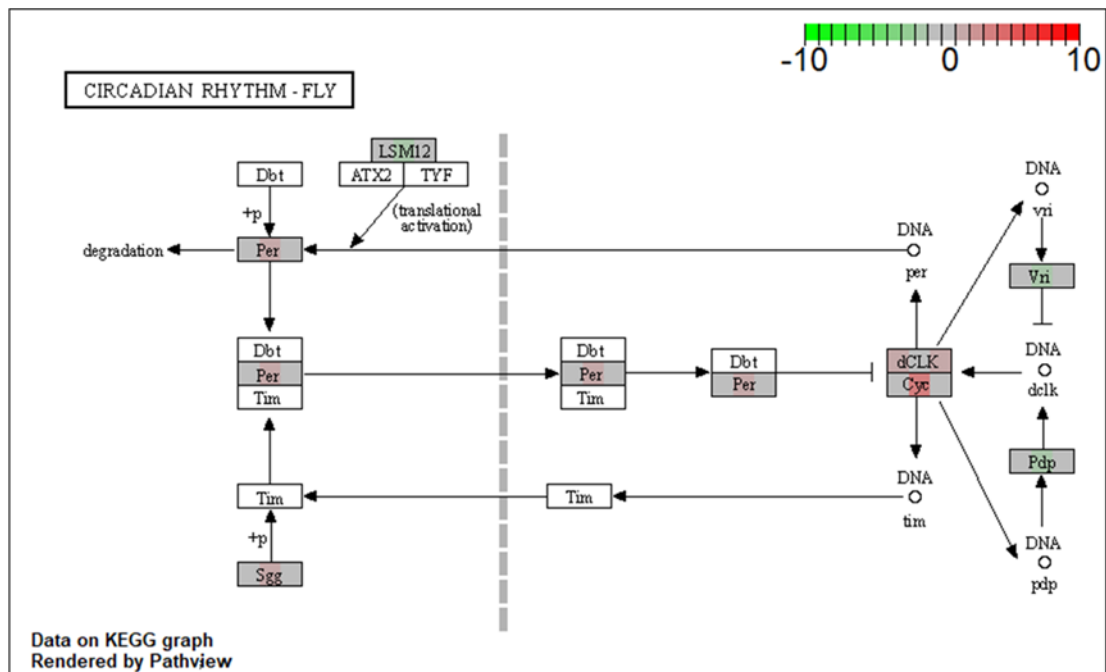 -10 0 10
CIRCADIAN RHYTHM - FLY
LSM12
ATX2 TYF
(translational
activation)
Dbt
+p
degradation
Per
DNA
per
DNA
vri
Vri
Dbt
Per
Tim
Dbt
Per
Tim
Dbt
Per
dCLK
Cyc
DNA
dclk
Pdp
Tim
Tim
DNA
tim
+p
Sgg
DNA
pdp
Data on KEGG graph
Rendered by Pathview